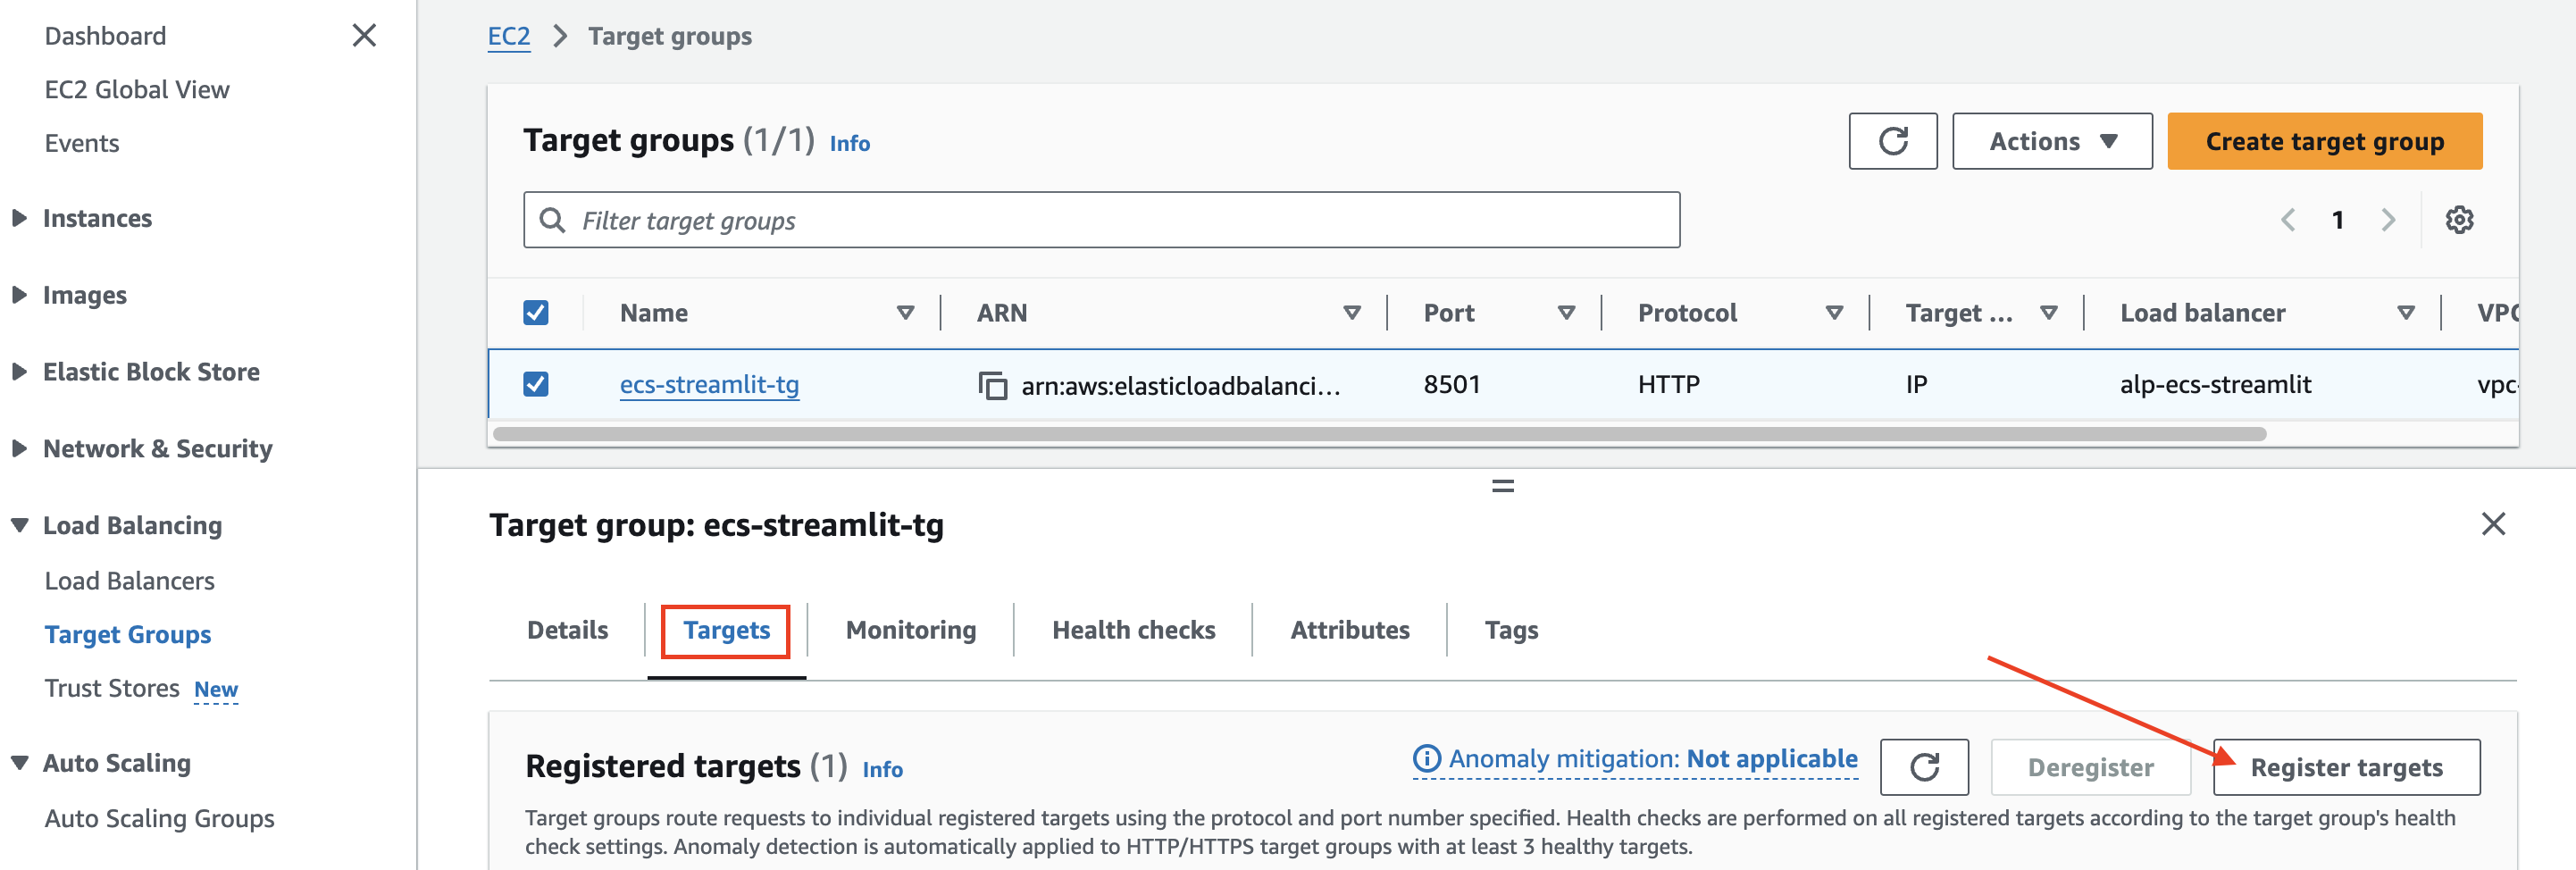 Dashboard
EC2 Global View
Events
Instances
Images
Elastic Block Store
Network & Security
Load Balancing
Load Balancers
Target Groups
Trust Stores New
Auto Scaling
Auto Scaling Groups
EC2 > Target groups
Target groups (1/1) Info
Actions
Create target group
Filter target groups
1
Name ARN Port Protocol Target ... Load balancer VPC
ecs-streamlit-tg arn:aws:elasticloadbalanci... 8501 HTTP IP alp-ecs-streamlit vpc-
Target group: ecs-streamlit-tg
Details Targets Monitoring Health checks Attributes Tags
Registered targets (1) Info
Anomaly mitigation: Not applicable
Deregister
Register targets
Target groups route requests to individual registered targets using the protocol and port number specified. Health checks are performed on all registered targets according to the target group's health
check settings. Anomaly detection is automatically applied to HTTP/HTTPS target groups with at least 3 healthy targets.